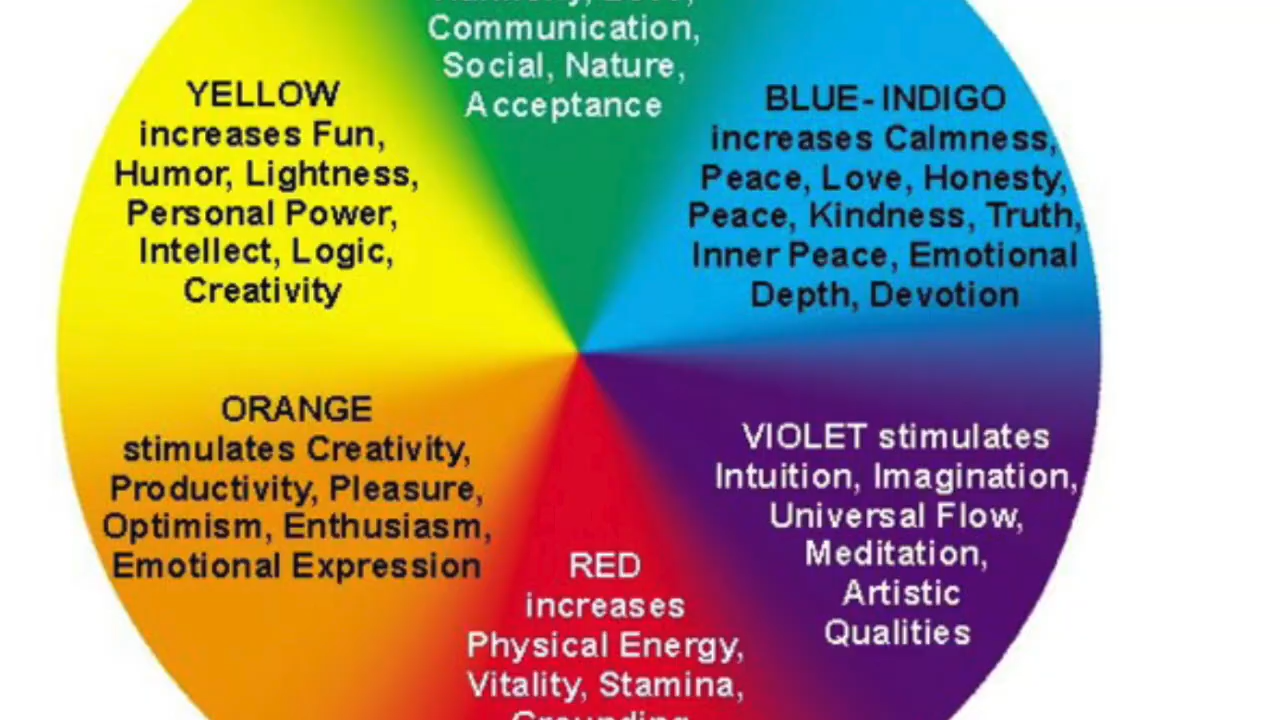 Communication,
Social, Nature,
Acceptance
YELLOW
increases Fun,
Humor, Lightness,
Personal Power,
Intellect, Logic,
Creativity
BLUE- INDIGO
increases Calmness,
Peace, Love, Honesty,
Peace, Kindness, Truth,
Inner Peace, Emotional
Depth, Devotion
ORANGE
stimulates Creativity,
Productivity, Pleasure,
Optimism, Enthusiasm,
Emotional Expression
VIOLET stimulates
Intuition, Imagination,
Universal Flow,
Meditation,
Artistic
Qualities
RED
increases
Physical Energy,
Vitality, Stamina,
Grounding,